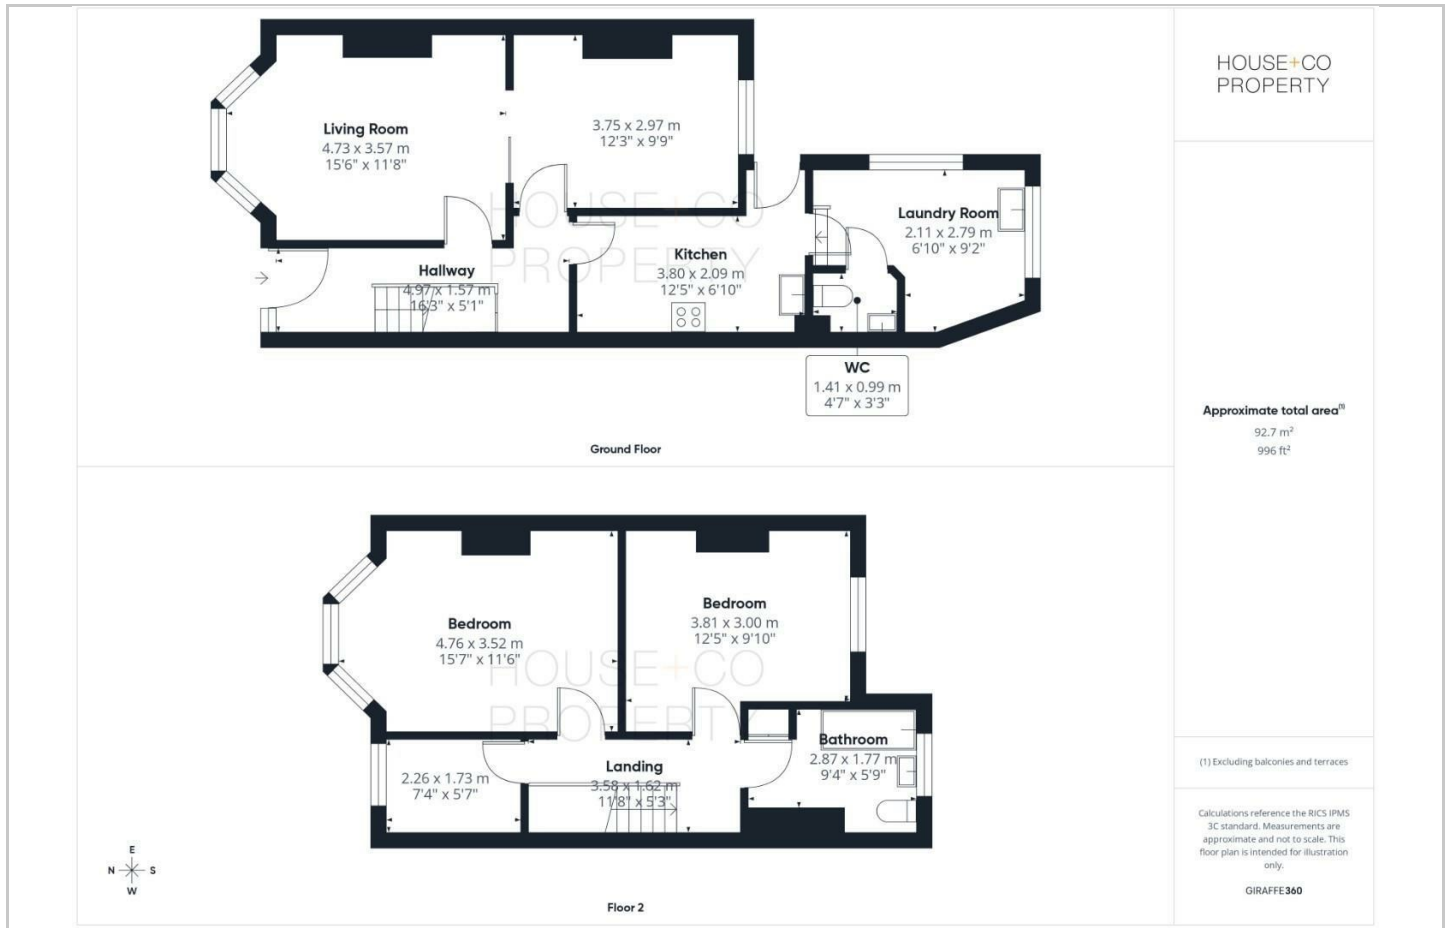 HOUSE+CO
PROPERTY
Living Room
4.73 x 3.57 m
15'6" x 11'8"
3.75 x 2.97 m
12'3" x 9'9"
Laundry Room
2.11 x 2.79 m
6'10" x 9'2"
Kitchen
3.80 x 2.09 m
12'5" x 6'10"
Hallway
4.97 x 1.57 m
16'3" x 5'1"
WC
1.41 x 0.99 m
4'7" x 3'3"
HOUSE+CO
PROPERTY
Ground Floor
Approximate total area(1)
92.7 m²
996 ft²
Bedroom
4.76 x 3.52 m
15'7" x 11'6"
Bedroom
3.81 x 3.00 m
12'5" x 9'10"
Bathroom
2.87 x 1.77 m
9'4" x 5'9"
Landing
3.58 x 1.62 m
11'8" x 5'3"
2.26 x 1.73 m
7'4" x 5'7"
HOUSE+CO
PROPERTY
E
N S
W
Floor 2
(1) Excluding balconies and terraces
Calculations reference the RICS IPMS
3C standard. Measurements are
approximate and not to scale. This
floor plan is intended for illustration
only.
GIRAFFE360